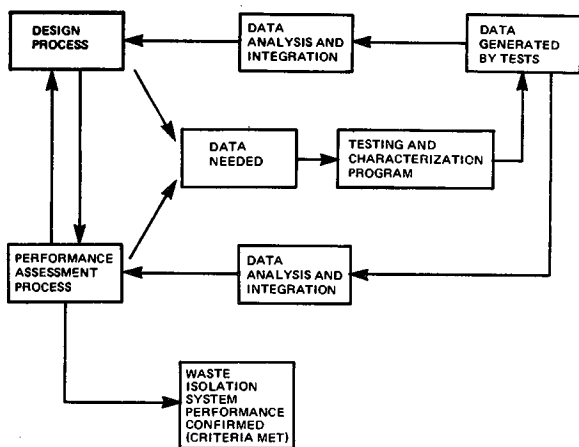 DESIGN
PROCESS
DATA
ANALYSIS AND
INTEGRATION
DATA
GENERATED
BY TESTS
DATA
NEEDED
TESTING AND
CHARACTERIZATION
PROGRAM
PERFORMANCE
ASSESSMENT
PROCESS
DATA
ANALYSIS AND
INTEGRATION
WASTE
ISOLATION
SYSTEM
PERFORMANCE
CONFIRMED
(CRITERIA MET)